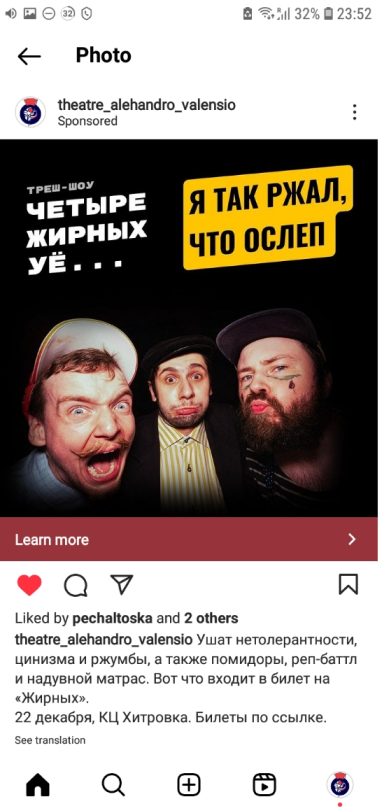 32
32%
23:52
Photo
theatre_alehandro_valensio
Sponsored
ТРЕШ-ШОУ
ЧЕТЫРЕ
ЖИРНЫХ
УЁ...
Я ТАК РЖАЛ,
ЧТО ОСЛЕП
Learn more
Liked by pechaltoska and 2 others
theatre_alehandro_valensio Ушат нетолерантности,
цинизма и ржумбы, а также помидоры, реп-баттл
и надувной матрас. Вот что входит в билет на
«Жирных».
22 декабря, КЦ Хитровка. Билеты по ссылке.
See translation